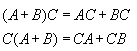 (A + B)C = AC + BC
C(A + B) = CA + CB